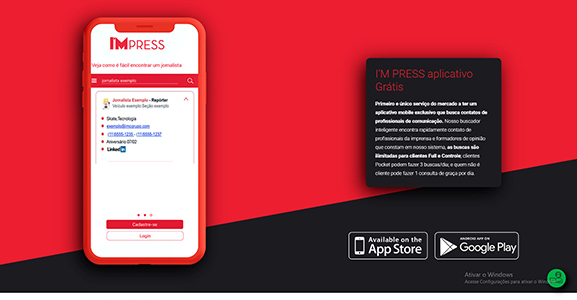 I'MPRESS
Veja como é fácil encontrar um jornalista.
jornalista exemplo
Jornalista Exemplo - Repórter
Veículo exemplo Seção exemplo
Skate,Tecnologia
exemplo@imgrupo.com
(11)5555-1235 - (11)5555-1237
Aniversário 07/02
Linkedin
Cadastre-se
Login
I'M PRESS aplicativo
Grátis
Primeiro e único serviço do mercado a ter um
aplicativo mobile exclusivo que busca contatos de
profissionais de comunicação. Nosso buscador
inteligente encontra rapidamente contato de
profissionais da imprensa e formadores de opinião
que constam em nosso sistema, as buscas são
ilimitadas para clientes Full e Controle; clientes
Pocket podem fazer 3 buscas/dia; e quem não é
cliente pode fazer 1 consulta de graça por dia.
Available on the
App Store
ANDROID APP ON
Google Play
Ativar o Windows
Acesse Configurações para ativar o Win